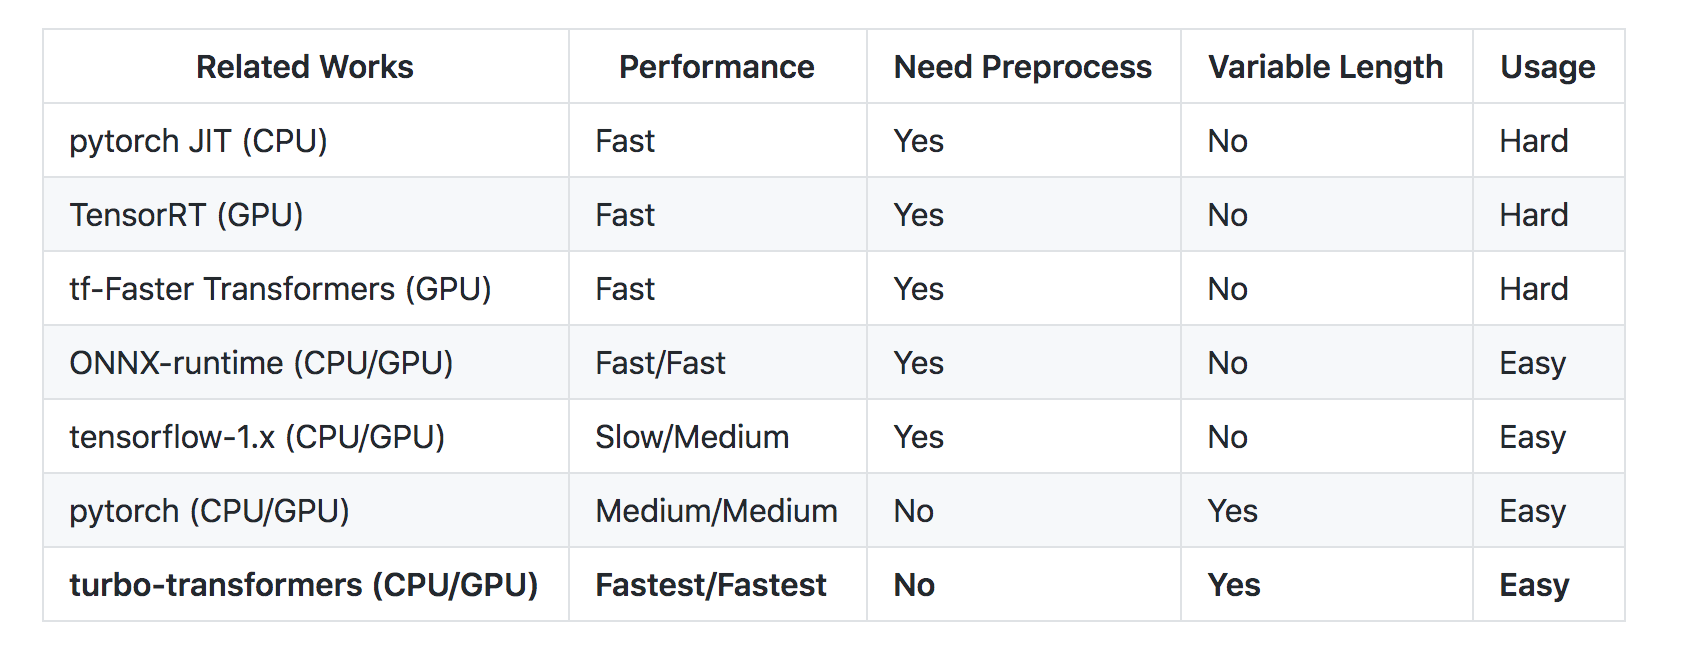 Related Works Performance Need Preprocess Variable Length Usage
pytorch JIT (CPU) Fast Yes No Hard
TensorRT (GPU) Fast Yes No Hard
tf-Faster Transformers (GPU) Fast Yes No Hard
ONNX-runtime (CPU/GPU) Fast/Fast Yes No Easy
tensorflow-1.x (CPU/GPU) Slow/Medium Yes No Easy
pytorch (CPU/GPU) Medium/Medium No Yes Easy
turbo-transformers (CPU/GPU) Fastest/Fastest No Yes Easy